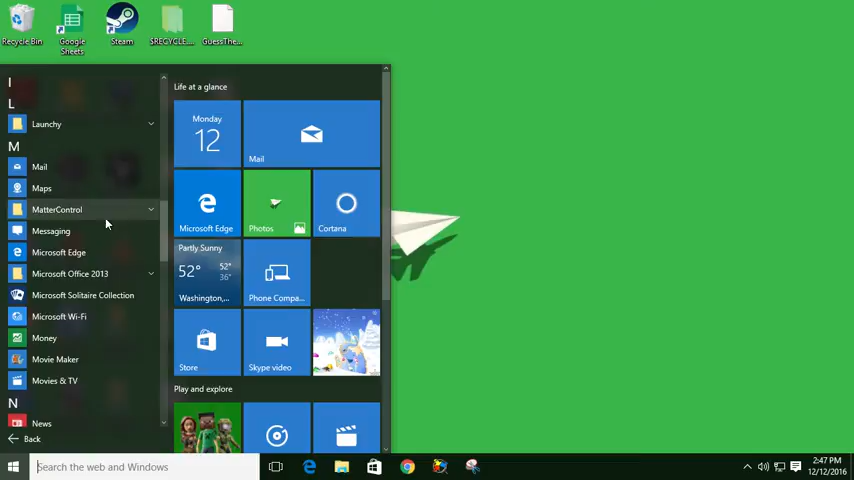 Recycle Bin
Google
Sheets
Steam
$RECYCLE....
GuessThe...
I
L
Launchy
M
Mail
Maps
MatterControl
Messaging
Microsoft Edge
Microsoft Office 2013
Microsoft Solitaire Collection
Microsoft Wi-Fi
Money
Movie Maker
Movies & TV
N
News
Back
Life at a glance
Monday
12
Mail
Microsoft Edge
Photos
Cortana
Partly Sunny
52° 52°
36°
Washington,...
Phone Compa...
Store
Skype video
Play and explore
Search the web and Windows
2:47 PM
12/12/2016